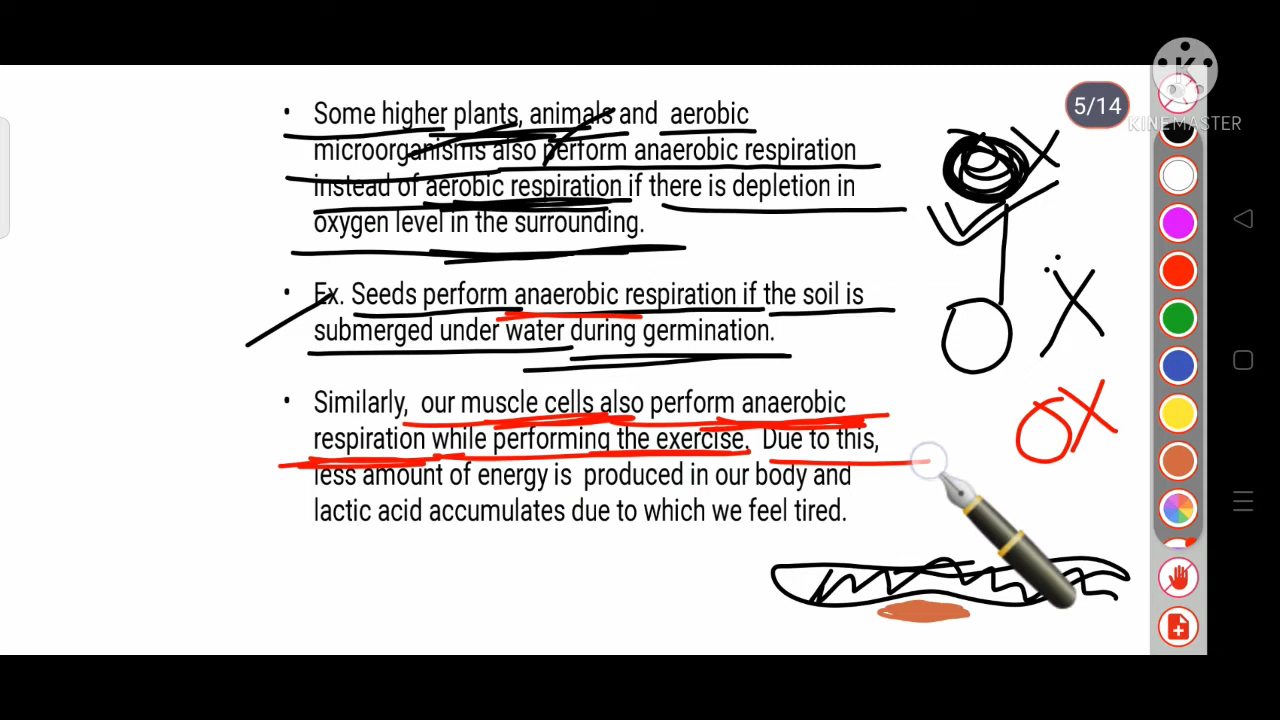 5/14
K
KINEMASTER
• Some higher plants, animals and aerobic
microorganisms also perform anaerobic respiration
instead of aerobic respiration if there is depletion in
oxygen level in the surrounding.
• Ex. Seeds perform anaerobic respiration if the soil is
submerged under water during germination.
• Similarly, our muscle cells also perform anaerobic
respiration while performing the exercise. Due to this,
less amount of energy is produced in our body and
lactic acid accumulates due to which we feel tired.